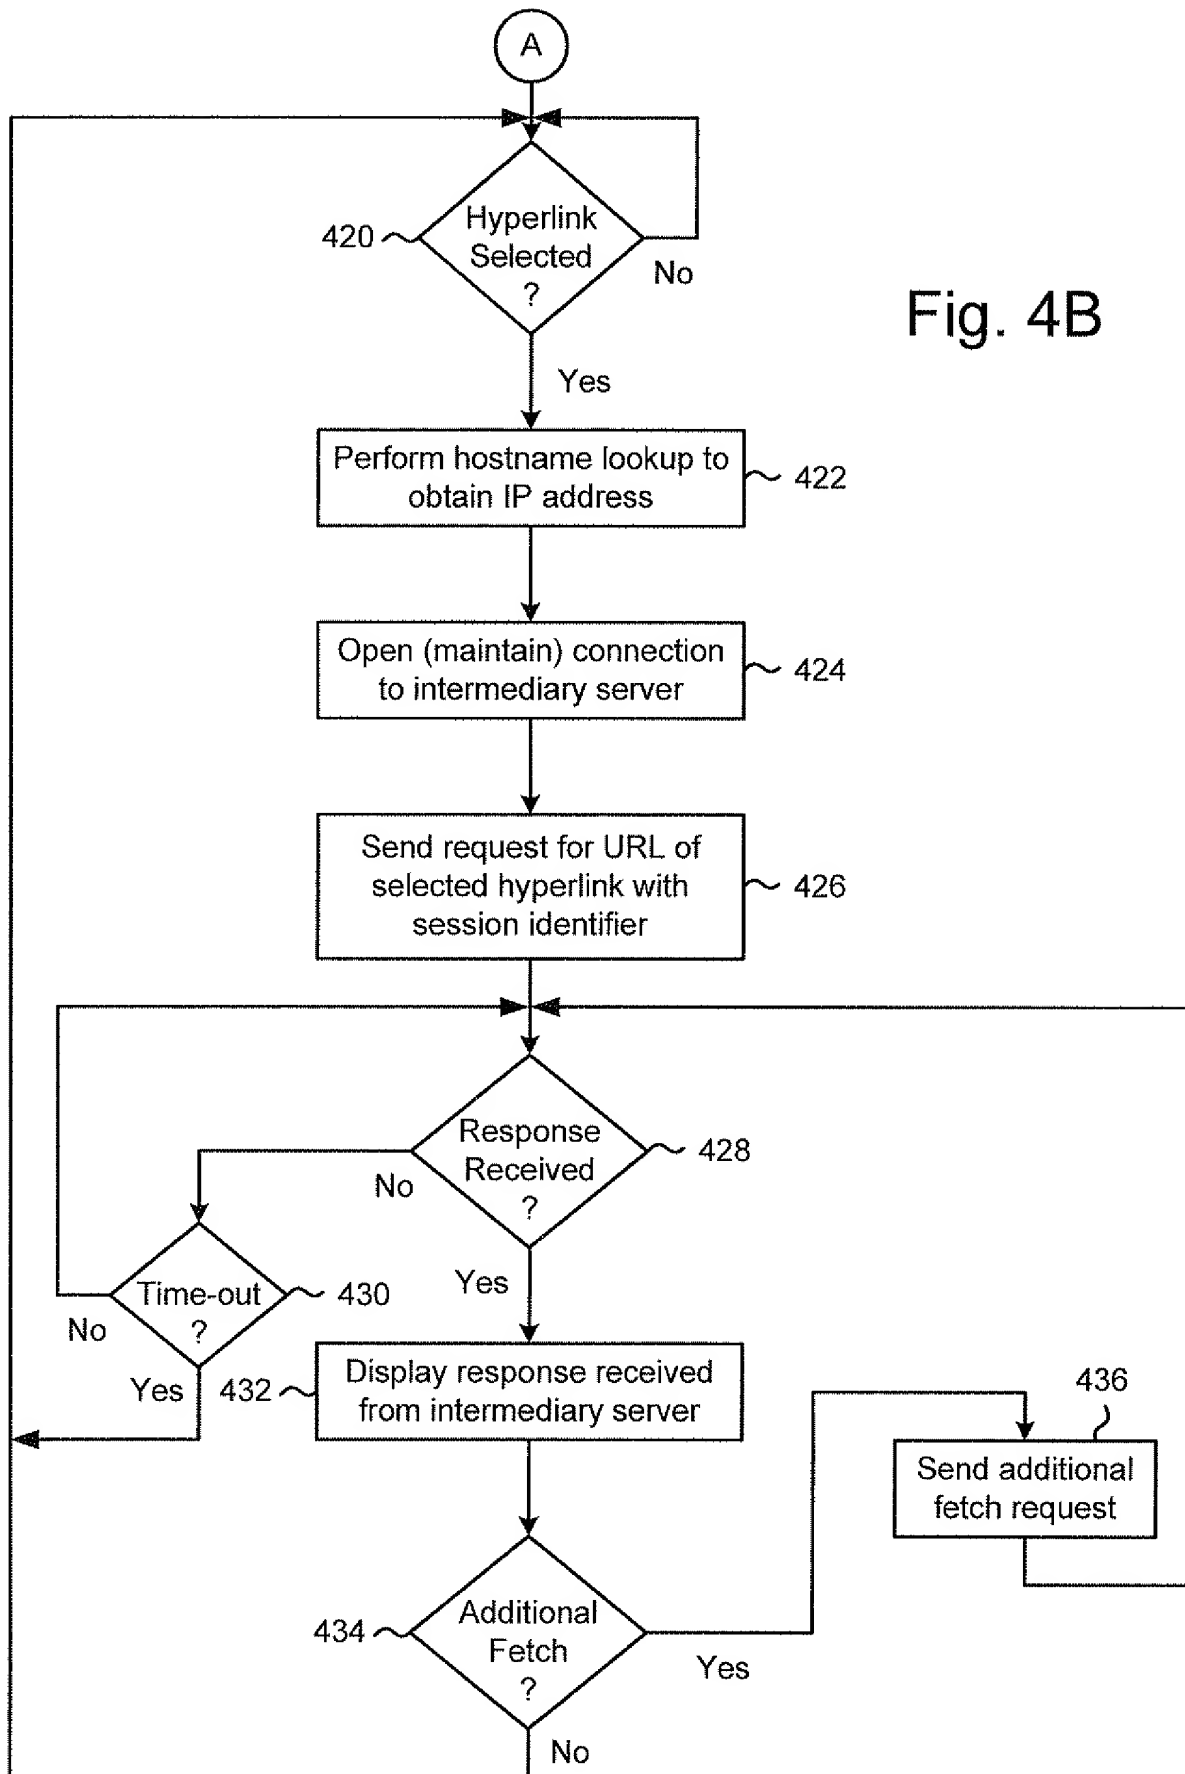 A
Hyperlink
Selected
?
420
No
Fig. 4B
Yes
Perform hostname lookup to
obtain IP address
422
Open (maintain) connection
to intermediary server
424
Send request for URL of
selected hyperlink with
session identifier
426
Response
Received
?
428
No
Yes
Time-out
?
430
No
Yes
432
Display response received
from intermediary server
436
Send additional
fetch request
434
Additional
Fetch
?
Yes
No